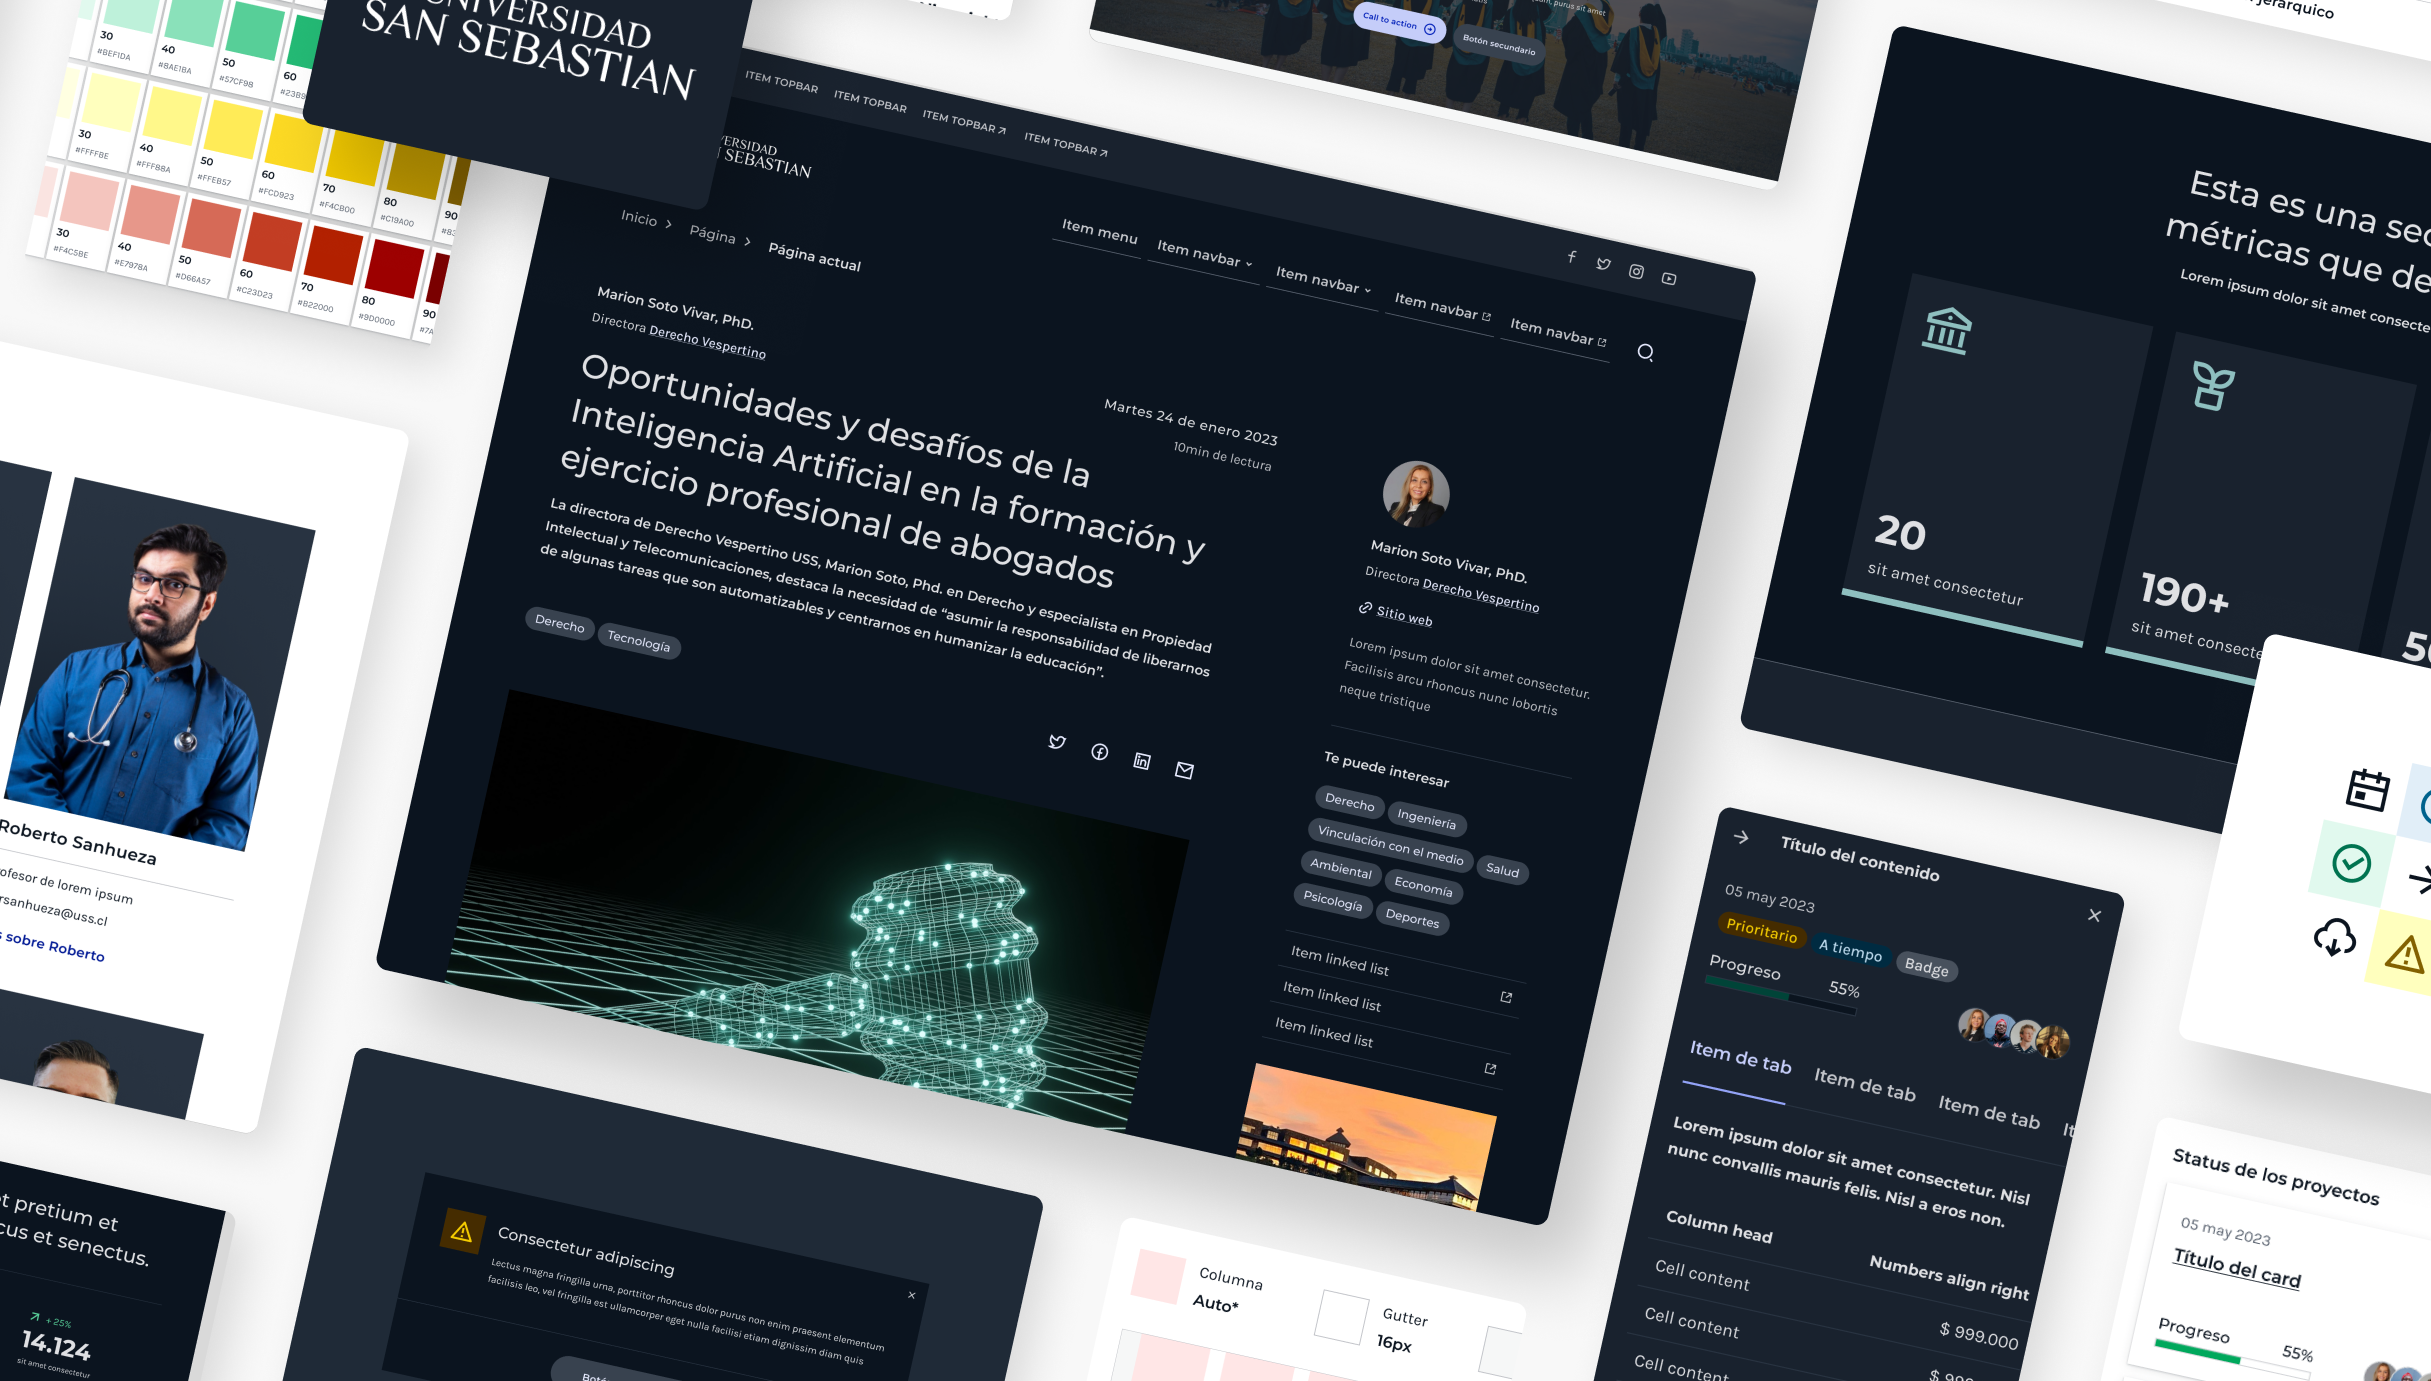 30
#BEF1DA
40
#8AE1BA
50
#57CF98
60
30
#FFFFBE
40
#FFF88A
50
#FFEB57
60
#FCD923
70
#F4CB00
80
#C19A00
90
30
#F4C5BE
40
#E7978A
50
#D66A57
60
#C23D23
70
#B22000
80
#9D0000
90
#7A
UNIVERSIDAD
SAN SEBASTIAN
Call to action
Botón secundario
jerárquico
ITEM TOPBAR
ITEM TOPBAR
ITEM TOPBAR
ITEM TOPBAR
ERSIDAD
SEBASTIAN
Item menu
Item navbar
Item navbar
Item navbar
Item navbar
Inicio
Página
Página actual
Marion Soto Vivar, PhD.
Directora Derecho Vespertino
Oportunidades y desafíos de la
Inteligencia Artificial en la formación y
ejercicio profesional de abogados
Martes 24 de enero 2023
10min de lectura
La directora de Derecho Vespertino USS, Marion Soto, Phd. en Derecho y especialista en Propiedad
Intelectual y Telecomunicaciones, destaca la necesidad de “asumir la responsabilidad de liberarnos
de algunas tareas que son automatizables y centrarnos en humanizar la educación”.
Derecho
Tecnología
Marion Soto Vivar, PhD.
Directora Derecho Vespertino
Sitio web
Lorem ipsum dolor sit amet consectetur.
Facilisis arcu rhoncus nunc lobortis
neque tristique
Te puede interesar
Derecho
Ingeniería
Vinculación con el medio
Salud
Ambiental
Economía
Psicología
Deportes
Item linked list
Item linked list
Item linked list
Esta es una sec
métricas que de
Lorem ipsum dolor sit amet consecte
20
sit amet consectetur
190+
sit amet consecte
Roberto Sanhueza
ofesor de lorem ipsum
rsanhueza@uss.cl
s sobre Roberto
t pretium et
cus et senectus.
+ 25%
14.124
sit amet consectetur
Consectetur adipiscing
Lectus magna fringilla urna, porttitor rhoncus dolor purus non enim praesent elementum
facilisis leo, vel fringilla est ullamcorper eget nulla facilisi etiam dignissim diam quis
Columna
Auto*
Gutter
16px
Título del contenido
05 may 2023
Prioritario
A tiempo
Badge
Progreso
55%
Item de tab
Item de tab
Item de tab
It
Lorem ipsum dolor sit amet consectetur. Nisl
nunc convallis mauris felis. Nisl a eros non.
Column head
Numbers align right
Cell content
$ 999.000
Cell content
Cell content
Status de los proyectos
05 may 2023
Título del card
Progreso
55%